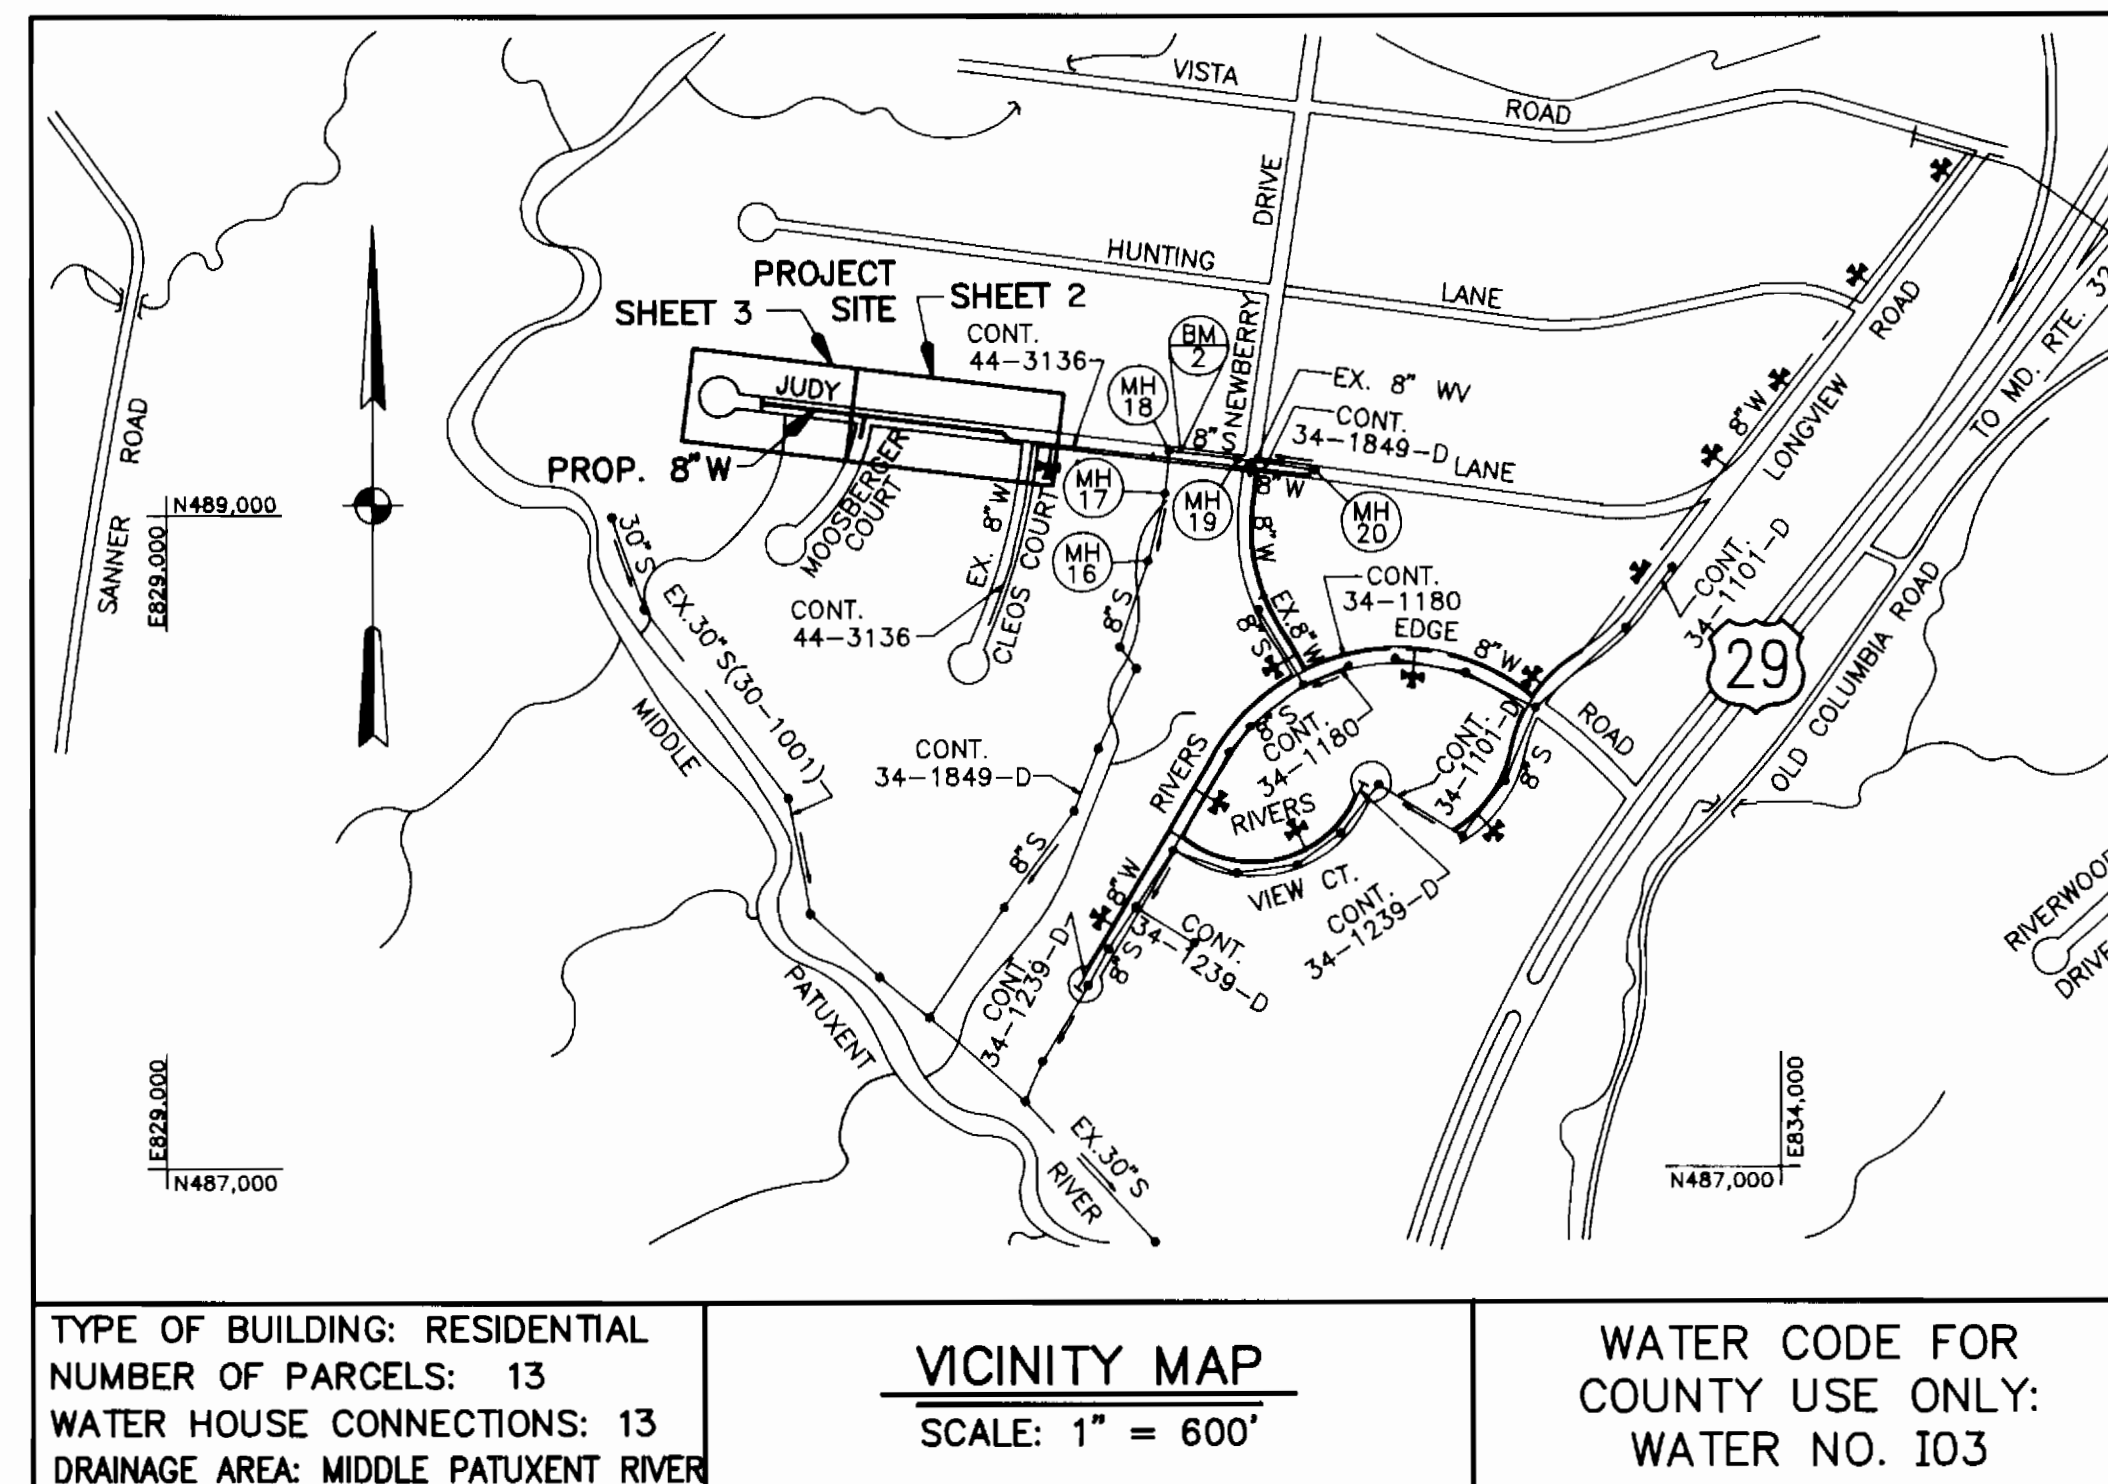 VISTA
ROAD
DRIVE
HUNTING
LANE
PROJECT
SITE
SHEET 3
SHEET 2
CONT.
44-3136
BM
2
NEWBERRY
EX. 8" WV
CONT.
34-1849-D
LANE
ROAD
TO MD. RTE. 32
LONGVIEW
8"W
JUDY
MH
18
8"S
PROP. 8"W
MOOSBERGER
COURT
MH
17
MH
19
8"W
MH
20
MH
16
8"W
SANNER ROAD
N489,000
E829,000
30"S
EX.30"S(30-1001)
EX. 8"W
CLEOS COURT
CONT.
44-3136
8"S
8"S
EX.8"W
CONT.
34-1180
EDGE
8"W
CONT.
34-1101-D
29
OLD COLUMBIA ROAD
ROAD
MIDDLE
PATUXENT
RIVER
CONT.
34-1849-D
8"S
RIVERS
8"S
CONT.
34-1180
CONT.
34-1101-D
8"S
RIVERS
VIEW CT.
CONT.
34-1239-D
8"W
CONT.
34-1239-D
8"S
CONT.
34-1239-D
EX.30"S
RIVERWOOD
DRIVE
E829,000
N487,000
E834,000
N487,000
TYPE OF BUILDING: RESIDENTIAL
NUMBER OF PARCELS: 13
WATER HOUSE CONNECTIONS: 13
DRAINAGE AREA: MIDDLE PATUXENT RIVER
VICINITY MAP
SCALE: 1" = 600'
WATER CODE FOR
COUNTY USE ONLY:
WATER NO. I03